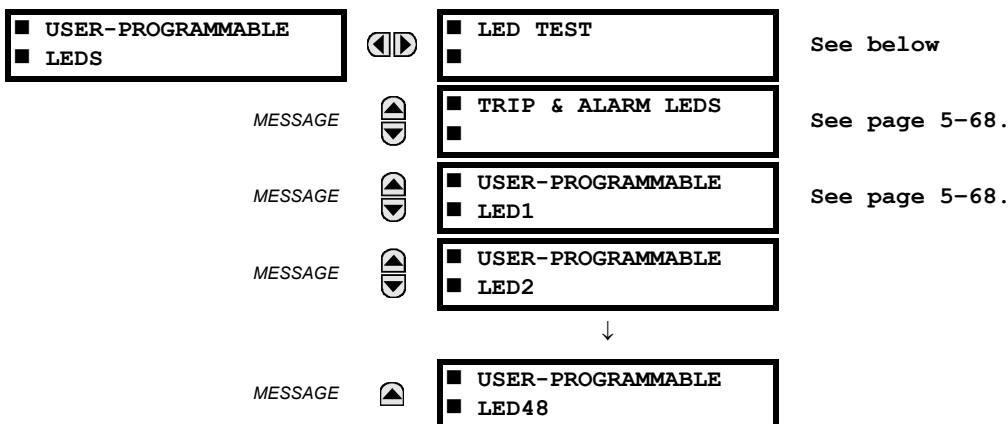 ■ USER-PROGRAMMABLE
■ LEDS
■ LED TEST
■
See below
MESSAGE
■ TRIP & ALARM LEDS
■
See page 5–68.
MESSAGE
■ USER-PROGRAMMABLE
■ LED1
See page 5–68.
MESSAGE
■ USER-PROGRAMMABLE
■ LED2
↓
MESSAGE
■ USER-PROGRAMMABLE
■ LED48